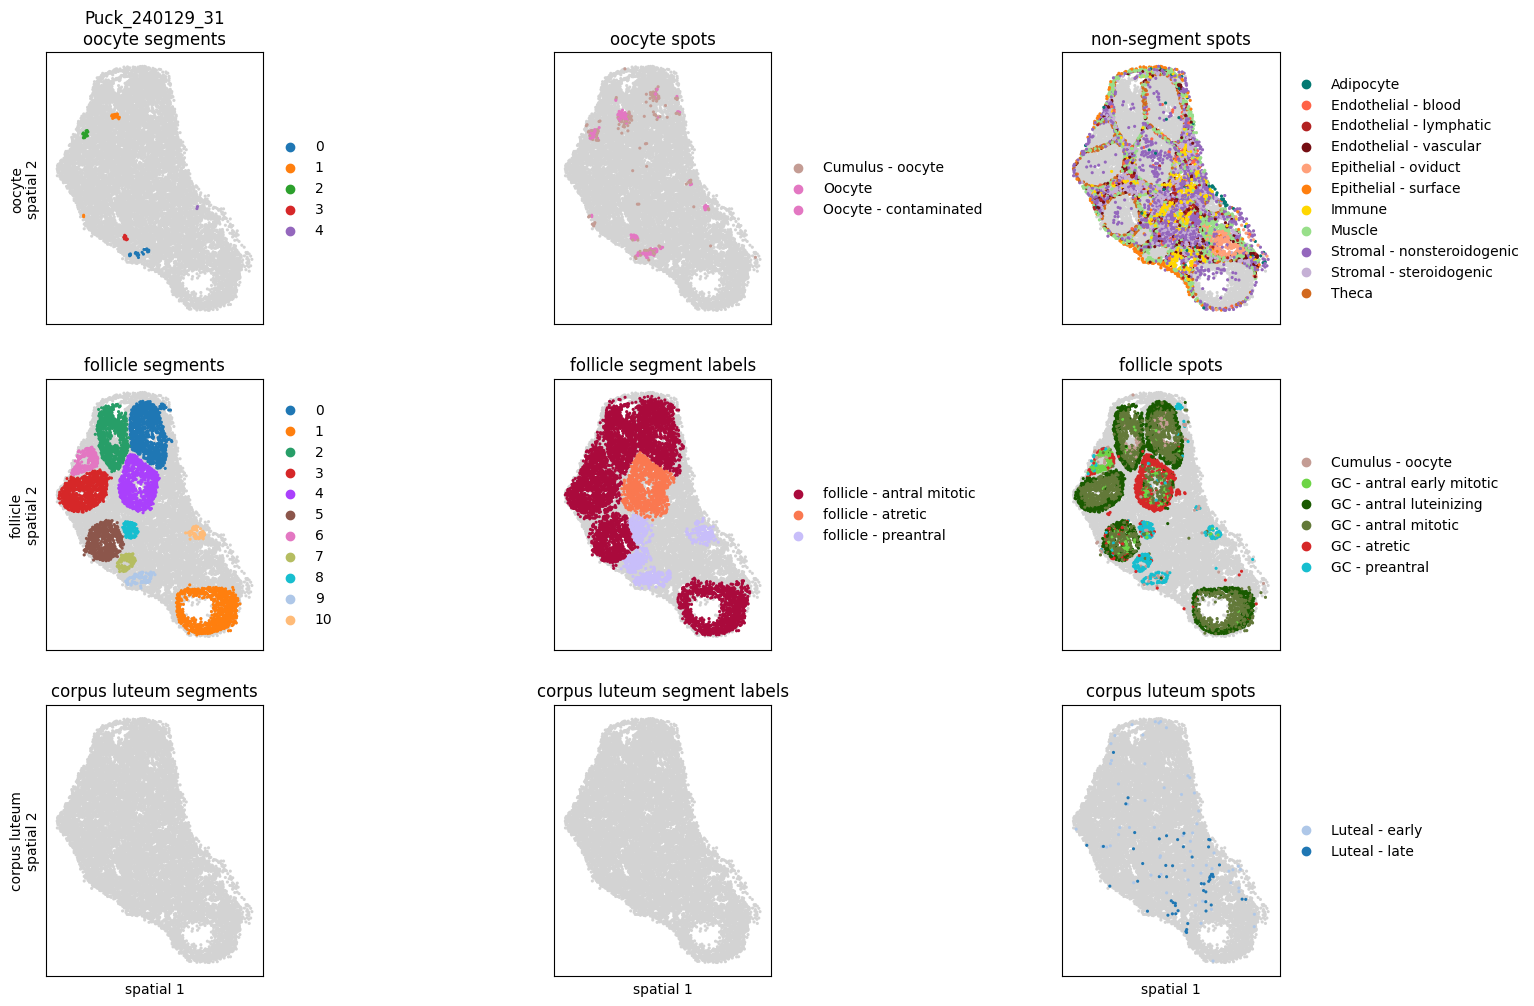 Puck_240129_31
oocyte segments
oocyte spots
non-segment spots
oocyte
spatial 2
0
1
2
3
4
Cumulus - oocyte
Oocyte
Oocyte - contaminated
Adipocyte
Endothelial - blood
Endothelial - lymphatic
Endothelial - vascular
Epithelial - oviduct
Epithelial - surface
Immune
Muscle
Stromal - nonsteroidogenic
Stromal - steroidogenic
Theca
follicle segments
follicle segment labels
follicle spots
follicle
spatial 2
0
1
2
3
4
5
6
7
8
9
10
follicle - antral mitotic
follicle - atretic
follicle - preantral
Cumulus - oocyte
GC - antral early mitotic
GC - antral luteinizing
GC - antral mitotic
GC - atretic
GC - preantral
corpus luteum segments
corpus luteum segment labels
corpus luteum spots
corpus luteum
spatial 2
Luteal - early
Luteal - late
spatial 1
spatial 1
spatial 1